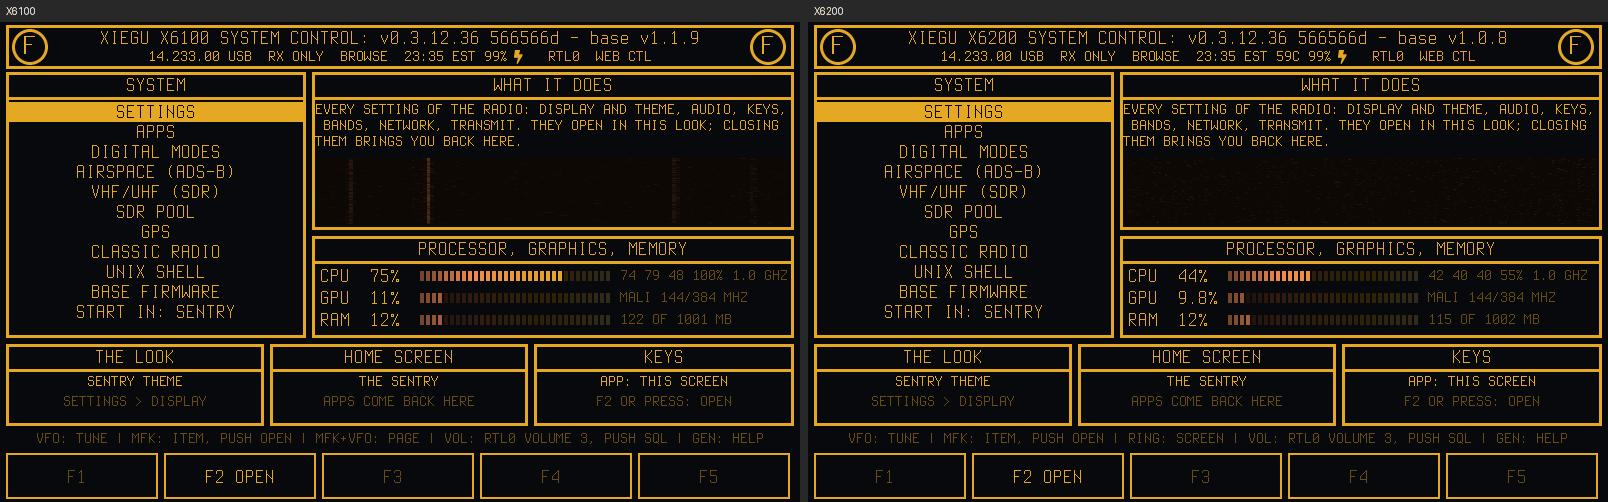 X6100
F XIEGU X6100 SYSTEM CONTROL: v0.3.12.36 566566d - base v1.1.9 F
14.233.00 USB RX ONLY BROWSE 23:35 EST 99% RTL0 WEB CTL
SYSTEM
SETTINGS
APPS
DIGITAL MODES
AIRSPACE (ADS-B)
VHF/UHF (SDR)
SDR POOL
GPS
CLASSIC RADIO
UNIX SHELL
BASE FIRMWARE
START IN: SENTRY
WHAT IT DOES
EVERY SETTING OF THE RADIO: DISPLAY AND THEME, AUDIO, KEYS,
BANDS, NETWORK, TRANSMIT. THEY OPEN IN THIS LOOK; CLOSING
THEM BRINGS YOU BACK HERE.
PROCESSOR, GRAPHICS, MEMORY
CPU 75% 74 79 48 100% 1.0 GHZ
GPU 11% MALI 144/384 MHZ
RAM 12% 122 OF 1001 MB
THE LOOK
SENTRY THEME
SETTINGS > DISPLAY
HOME SCREEN
THE SENTRY
APPS COME BACK HERE
KEYS
APP: THIS SCREEN
F2 OR PRESS: OPEN
VFO: TUNE | MFK: ITEM, PUSH OPEN | MFK+VFO: PAGE | VOL: RTL0 VOLUME 3, PUSH SQL | GEN: HELP
F1 F2 OPEN F3 F4 F5
X6200
F XIEGU X6200 SYSTEM CONTROL: v0.3.12.36 566566d - base v1.0.8 F
14.233.00 USB RX ONLY BROWSE 23:35 EST 59C 99% RTL0 WEB CTL
SYSTEM
SETTINGS
APPS
DIGITAL MODES
AIRSPACE (ADS-B)
VHF/UHF (SDR)
SDR POOL
GPS
CLASSIC RADIO
UNIX SHELL
BASE FIRMWARE
START IN: SENTRY
WHAT IT DOES
EVERY SETTING OF THE RADIO: DISPLAY AND THEME, AUDIO, KEYS,
BANDS, NETWORK, TRANSMIT. THEY OPEN IN THIS LOOK; CLOSING
THEM BRINGS YOU BACK HERE.
PROCESSOR, GRAPHICS, MEMORY
CPU 44% 42 40 40 55% 1.0 GHZ
GPU 9.8% MALI 144/384 MHZ
RAM 12% 115 OF 1002 MB
THE LOOK
SENTRY THEME
SETTINGS > DISPLAY
HOME SCREEN
THE SENTRY
APPS COME BACK HERE
KEYS
APP: THIS SCREEN
F2 OR PRESS: OPEN
VFO: TUNE | MFK: ITEM, PUSH OPEN | RING: SCREEN | VOL: RTL0 VOLUME 3, PUSH SQL | GEN: HELP
F1 F2 OPEN F3 F4 F5